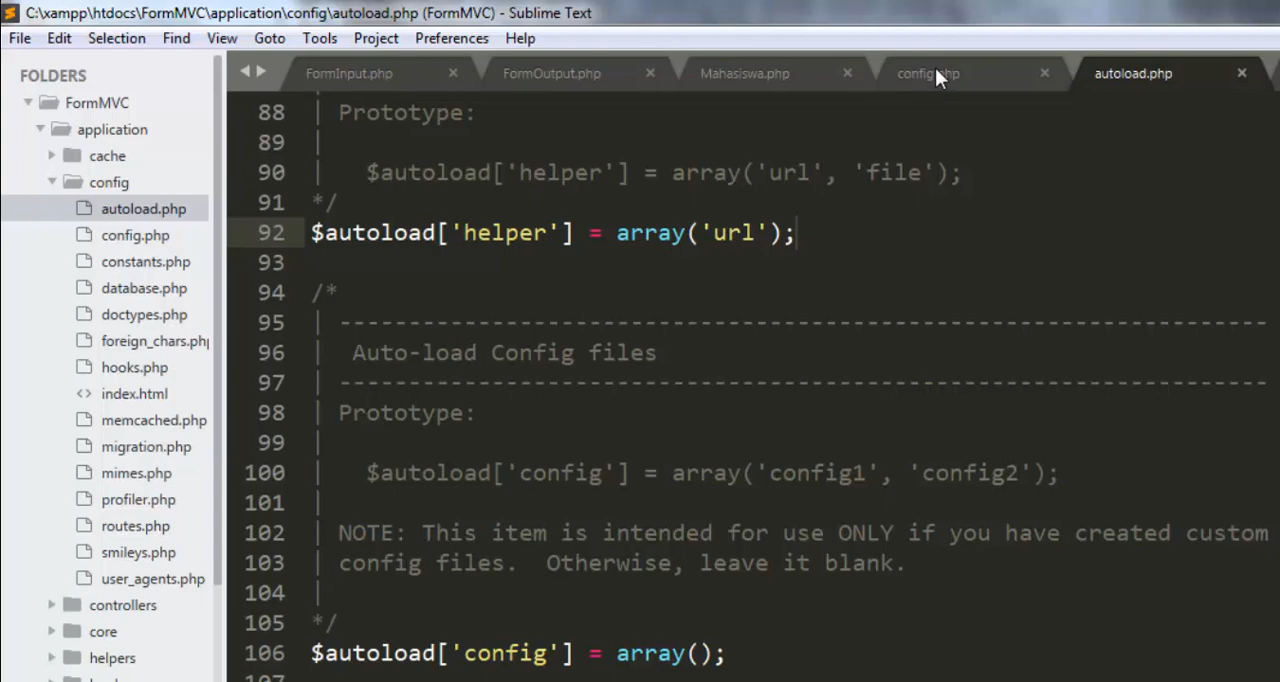 C:\xampp\htdocs\FormMVC\application\config\autoload.php (FormMVC) - Sublime Text
File Edit Selection Find View Goto Tools Project Preferences Help
FOLDERS
FormMVC
application
cache
config
autoload.php
config.php
constants.php
database.php
doctypes.php
foreign_chars.php
hooks.php
index.html
memcached.php
migration.php
mimes.php
profiler.php
routes.php
smileys.php
user_agents.php
controllers
core
helpers
FormInput.php × FormOutput.php × Mahasiswa.php × config.php × autoload.php ×
88 | Prototype:
89 |
90 |   $autoload['helper'] = array('url', 'file');
91 */
92 $autoload['helper'] = array('url');
93
94 /*
95 | -------------------------------------------------------------------
96 |  Auto-load Config files
97 | -------------------------------------------------------------------
98 | Prototype:
99 |
100 |   $autoload['config'] = array('config1', 'config2');
101 |
102 | NOTE: This item is intended for use ONLY if you have created custom
103 | config files.  Otherwise, leave it blank.
104 |
105 */
106 $autoload['config'] = array();
107